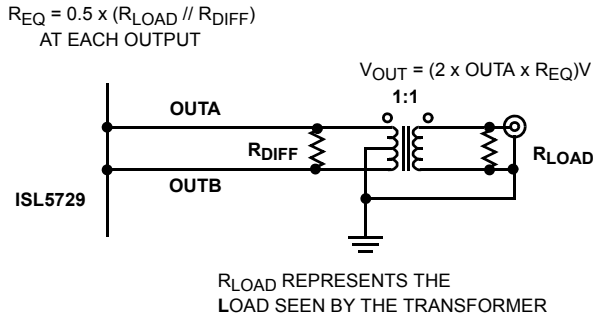 REQ = 0.5 x (RLOAD // RDIFF)
AT EACH OUTPUT
VOUT = (2 x OUTA x REQ)V
1:1
OUTA
RDIFF
RLOAD
OUTB
ISL5729
RLOAD REPRESENTS THE
LOAD SEEN BY THE TRANSFORMER